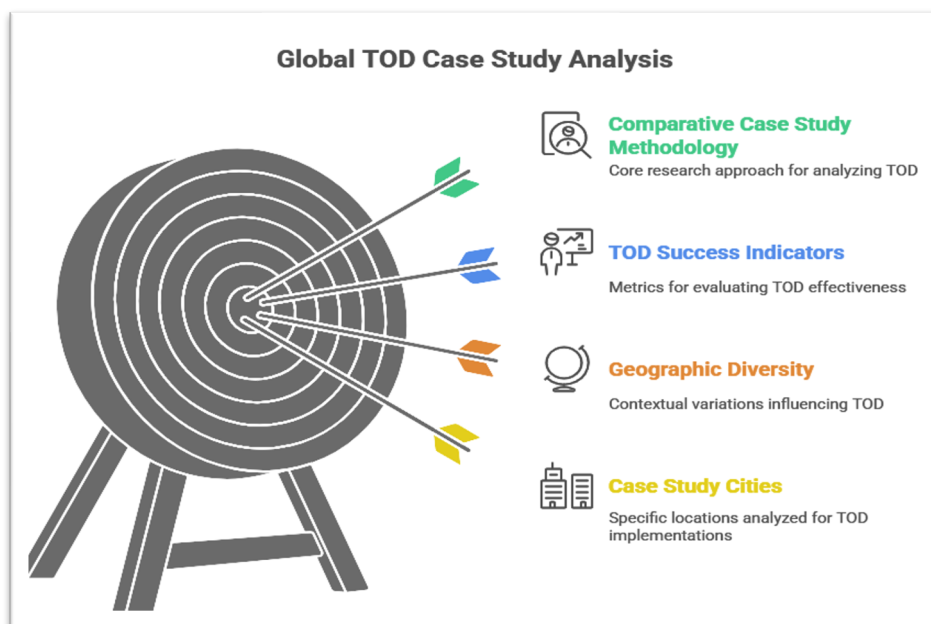 Global TOD Case Study Analysis
Comparative Case Study
Methodology
Core research approach for analyzing TOD
TOD Success Indicators
Metrics for evaluating TOD effectiveness
Geographic Diversity
Contextual variations influencing TOD
Case Study Cities
Specific locations analyzed for TOD
implementations